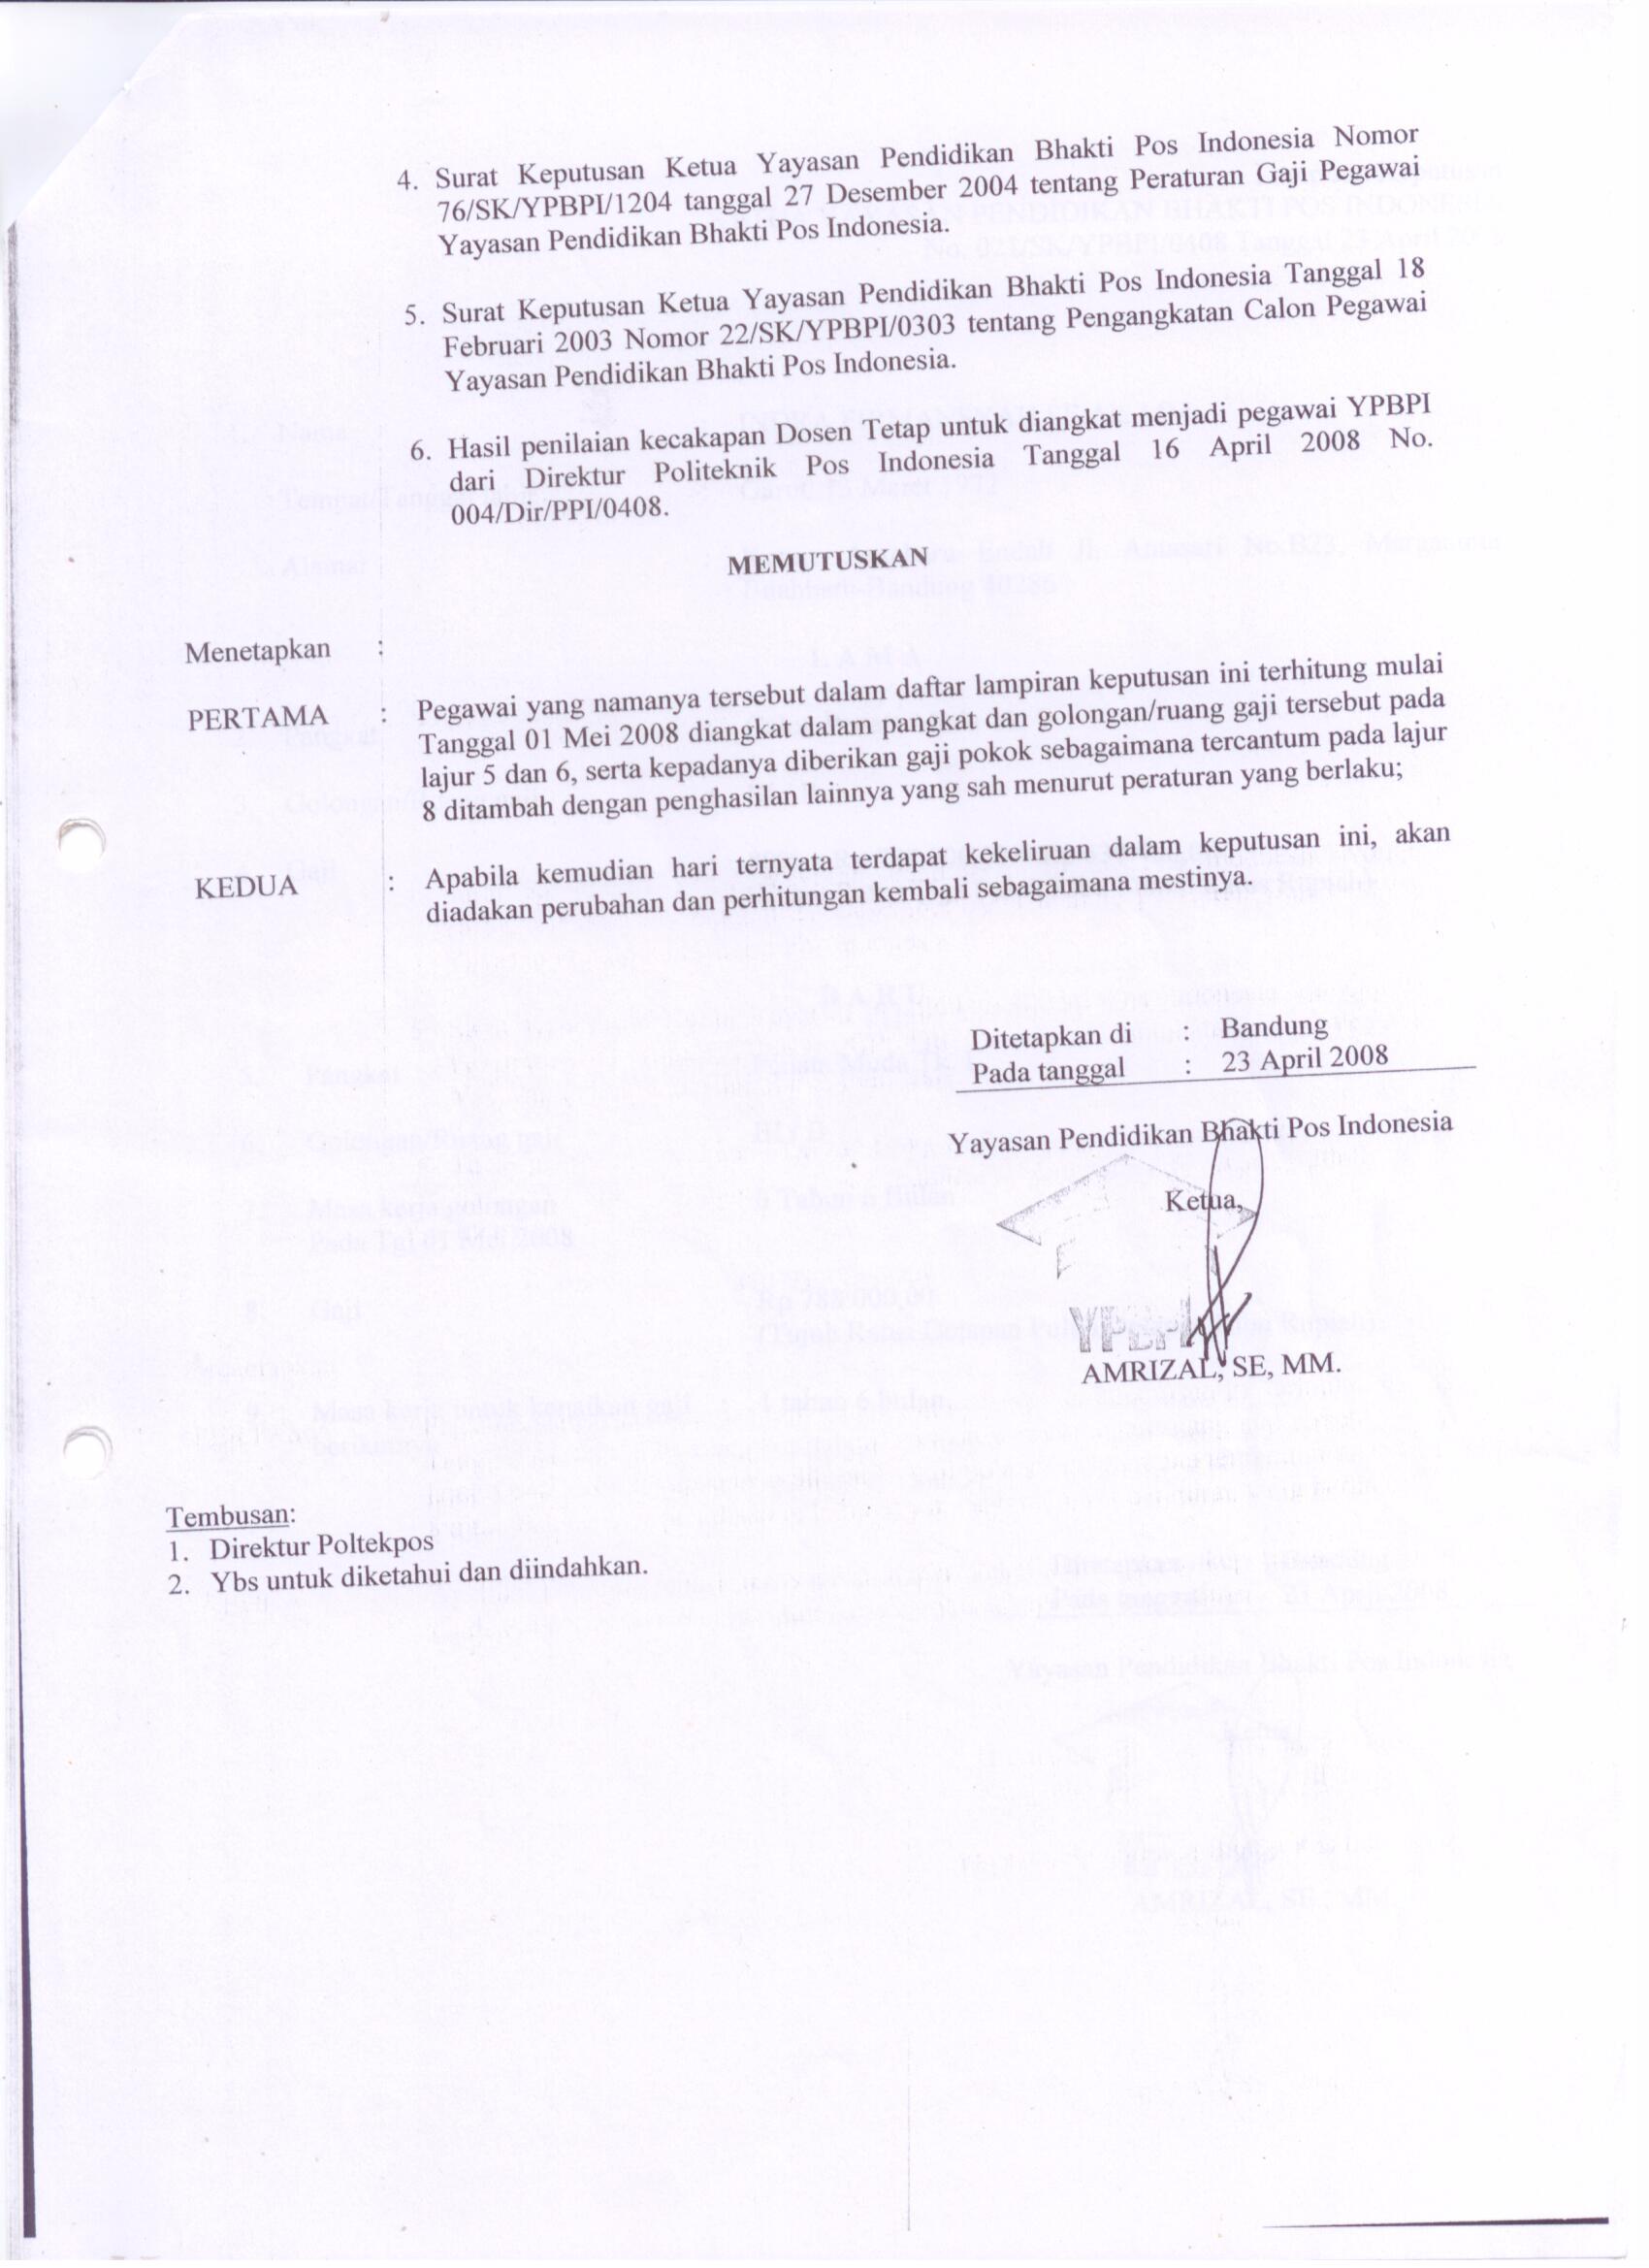 4. Surat Keputusan Ketua Yayasan Pendidikan Bhakti Pos Indonesia Nomor
76/SK/YPBPI/1204 tanggal 27 Desember 2004 tentang Peraturan Gaji Pegawai
Yayasan Pendidikan Bhakti Pos Indonesia.
5. Surat Keputusan Ketua Yayasan Pendidikan Bhakti Pos Indonesia Tanggal 18
Februari 2003 Nomor 22/SK/YPBPI/0303 tentang Pengangkatan Calon Pegawai
Yayasan Pendidikan Bhakti Pos Indonesia.
6. Hasil penilaian kecakapan Dosen Tetap untuk diangkat menjadi pegawai YPBPI
dari Direktur Politeknik Pos Indonesia Tanggal 16 April 2008 No.
004/Dir/PPI/0408.
MEMUTUSKAN
Menetapkan :
PERTAMA : Pegawai yang namanya tersebut dalam daftar lampiran keputusan ini terhitung mulai
Tanggal 01 Mei 2008 diangkat dalam pangkat dan golongan/ruang gaji tersebut pada
lajur 5 dan 6, serta kepadanya diberikan gaji pokok sebagaimana tercantum pada lajur
8 ditambah dengan penghasilan lainnya yang sah menurut peraturan yang berlaku;
KEDUA : Apabila kemudian hari ternyata terdapat kekeliruan dalam keputusan ini, akan
diadakan perubahan dan perhitungan kembali sebagaimana mestinya.
Ditetapkan di : Bandung
Pada tanggal : 23 April 2008
Yayasan Pendidikan Bhakti Pos Indonesia
Ketua,
YPBPI
AMRIZAL, SE, MM.
Tembusan:
1. Direktur Poltekpos
2. Ybs untuk diketahui dan diindahkan.